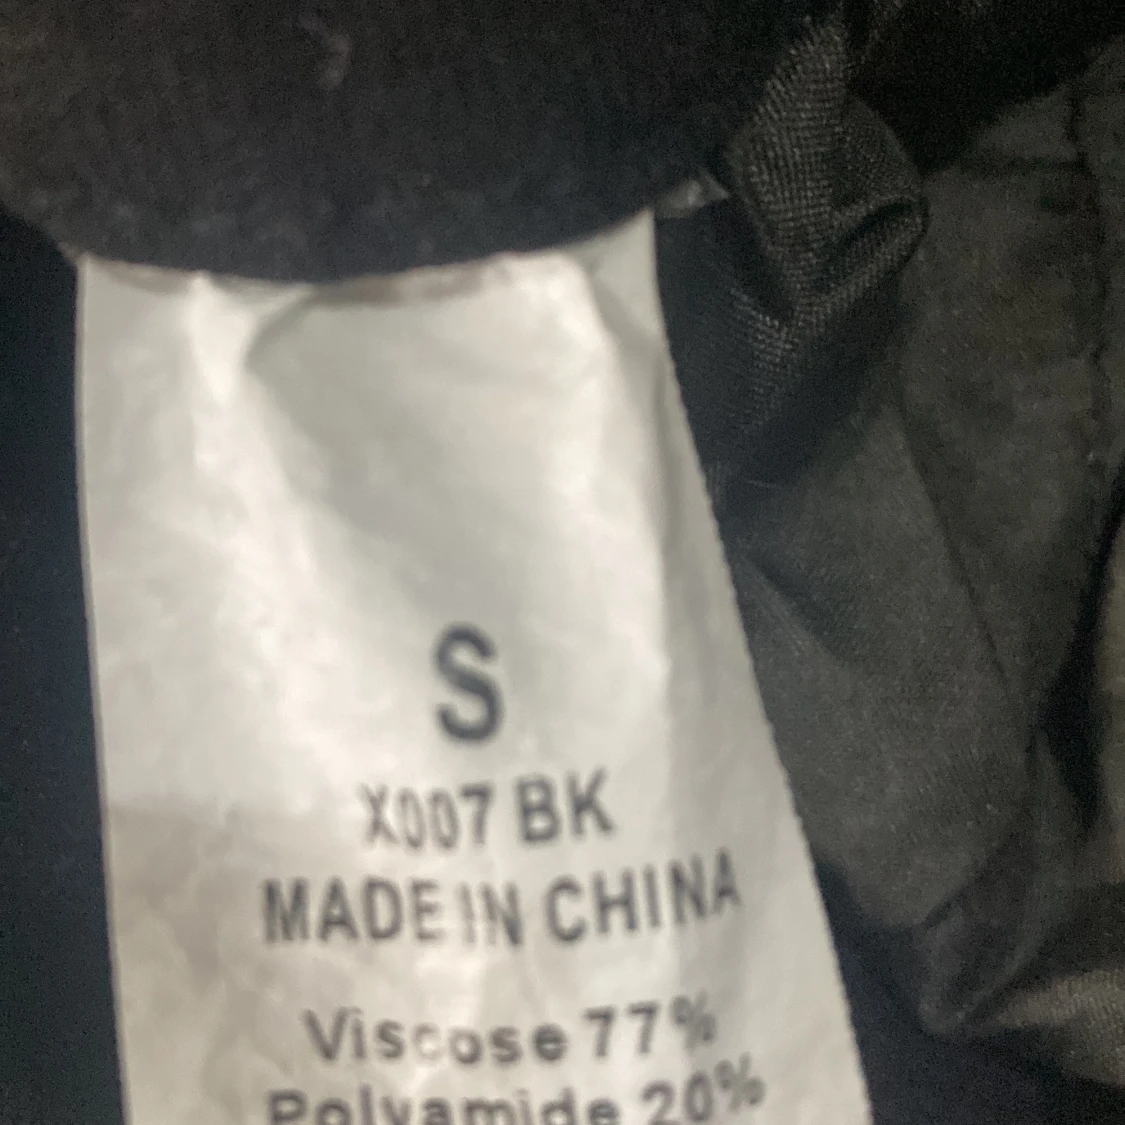 S
X007 BK
MADE IN CHINA
Viscose 77%
Polyamide 20%